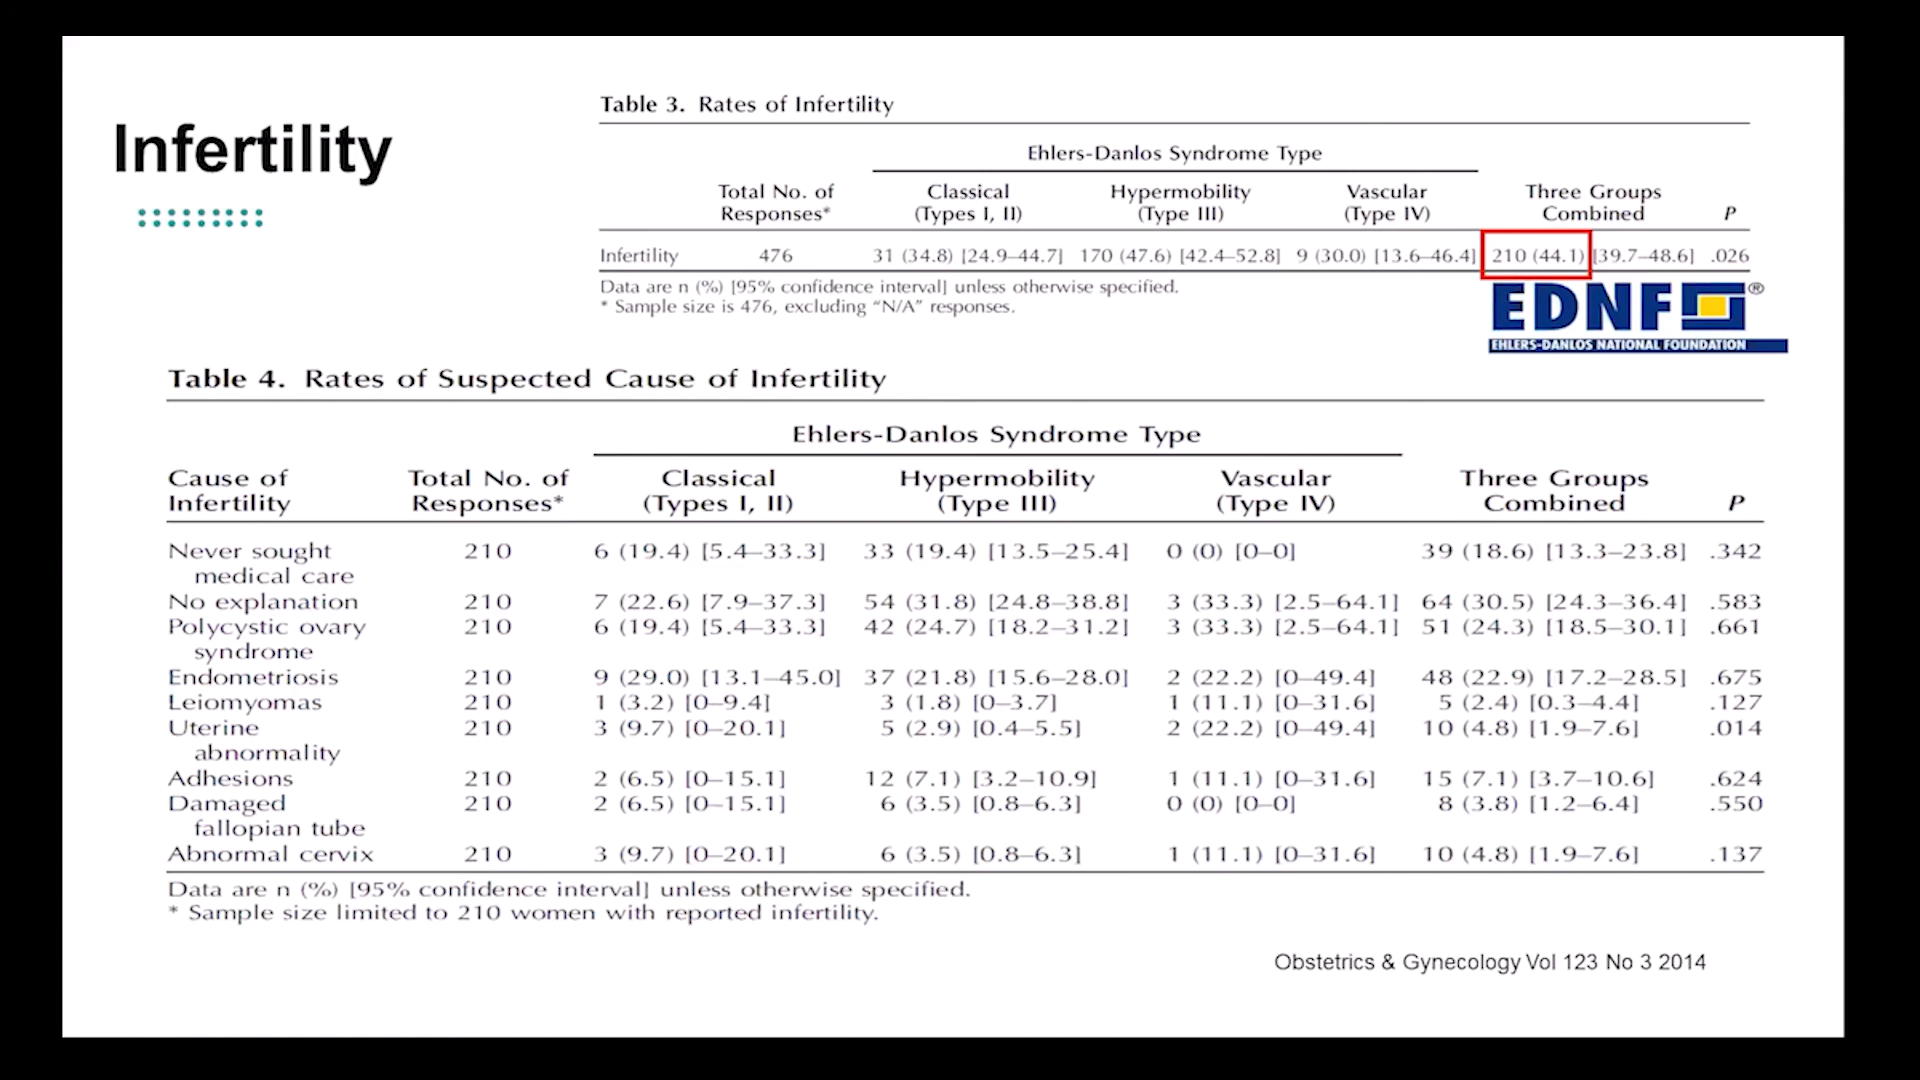 Infertility
Table 3. Rates of Infertility
Ehlers-Danlos Syndrome Type
Total No. of Classical Hypermobility Vascular Three Groups
Responses* (Types I, II) (Type III) (Type IV) Combined P
Infertility 476 31 (34.8) [24.9–44.7] 170 (47.6) [42.4–52.8] 9 (30.0) [13.6–46.4] 210 (44.1) [39.7–48.6] .026
Data are n (%) [95% confidence interval] unless otherwise specified.
* Sample size is 476, excluding “N/A” responses.
EDNF®
EHLERS-DANLOS NATIONAL FOUNDATION
Table 4. Rates of Suspected Cause of Infertility
Ehlers-Danlos Syndrome Type
Cause of Total No. of Classical Hypermobility Vascular Three Groups
Infertility Responses* (Types I, II) (Type III) (Type IV) Combined P
Never sought 210 6 (19.4) [5.4–33.3] 33 (19.4) [13.5–25.4] 0 (0) [0–0] 39 (18.6) [13.3–23.8] .342
medical care
No explanation 210 7 (22.6) [7.9–37.3] 54 (31.8) [24.8–38.8] 3 (33.3) [2.5–64.1] 64 (30.5) [24.3–36.4] .583
Polycystic ovary 210 6 (19.4) [5.4–33.3] 42 (24.7) [18.2–31.2] 3 (33.3) [2.5–64.1] 51 (24.3) [18.5–30.1] .661
syndrome
Endometriosis 210 9 (29.0) [13.1–45.0] 37 (21.8) [15.6–28.0] 2 (22.2) [0–49.4] 48 (22.9) [17.2–28.5] .675
Leiomyomas 210 1 (3.2) [0–9.4] 3 (1.8) [0–3.7] 1 (11.1) [0–31.6] 5 (2.4) [0.3–4.4] .127
Uterine 210 3 (9.7) [0–20.1] 5 (2.9) [0.4–5.5] 2 (22.2) [0–49.4] 10 (4.8) [1.9–7.6] .014
abnormality
Adhesions 210 2 (6.5) [0–15.1] 12 (7.1) [3.2–10.9] 1 (11.1) [0–31.6] 15 (7.1) [3.7–10.6] .624
Damaged 210 2 (6.5) [0–15.1] 6 (3.5) [0.8–6.3] 0 (0) [0–0] 8 (3.8) [1.2–6.4] .550
fallopian tube
Abnormal cervix 210 3 (9.7) [0–20.1] 6 (3.5) [0.8–6.3] 1 (11.1) [0–31.6] 10 (4.8) [1.9–7.6] .137
Data are n (%) [95% confidence interval] unless otherwise specified.
* Sample size limited to 210 women with reported infertility.
Obstetrics & Gynecology Vol 123 No 3 2014